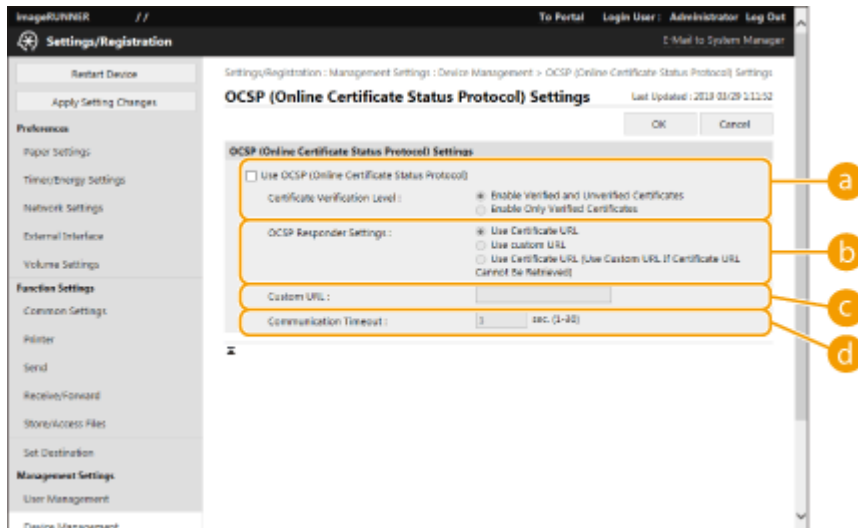 imageRUNNER // To Portal Login User : Administrator Log Out
Settings/Registration E-Mail to System Manager
Restart Device
Apply Setting Changes
Preferences
Paper Settings
Timer/Energy Settings
Network Settings
External Interface
Volume Settings
Function Settings
Common Settings
Printer
Send
Receive/Forward
Store/Access Files
Set Destination
Management Settings
User Management
Device Management
Settings/Registration : Management Settings : Device Management > OCSP (Online Certificate Status Protocol) Settings
OCSP (Online Certificate Status Protocol) Settings
Last Updated :
OK Cancel
OCSP (Online Certificate Status Protocol) Settings
Use OCSP (Online Certificate Status Protocol)
Certificate Verification Level : Enable Verified and Unverified Certificates
Enable Only Verified Certificates
a
OCSP Responder Settings : Use Certificate URL
Use custom URL
Use Certificate URL (Use Custom URL If Certificate URL
Cannot Be Retrieved)
b
Custom URL :
c
Communication Timeout : 3 sec. (1-30)
d